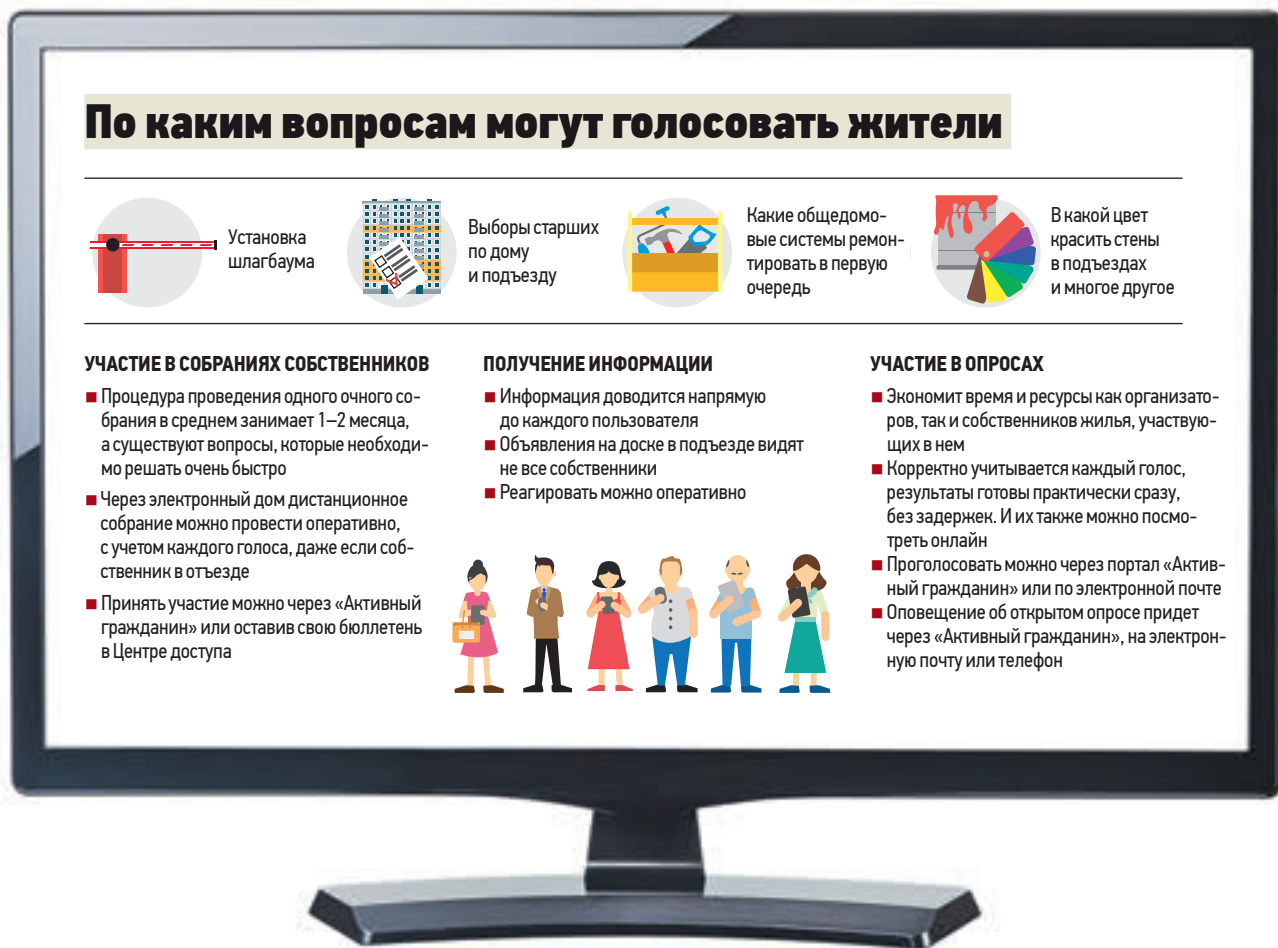 По каким вопросам могут голосовать жители
Установка
шлагбаума
Выборы старших
по дому
и подъезду
Какие общедомо-
вые системы ремон-
тировать в первую
очередь
В какой цвет
красить стены
в подъездах
и многое другое
УЧАСТИЕ В СОБРАНИЯХ СОБСТВЕННИКОВ
Процедура проведения одного очного со-
брания в среднем занимает 1–2 месяца,
а существуют вопросы, которые необходи-
мо решать очень быстро
Через электронный дом дистанционное
собрание можно провести оперативно,
с учетом каждого голоса, даже если соб-
ственник в отъезде
Принять участие можно через «Активный
гражданин» или оставив свою бюллетень
в Центре доступа
ПОЛУЧЕНИЕ ИНФОРМАЦИИ
Информация доводится напрямую
до каждого пользователя
Объявления на доске в подъезде видят
не все собственники
Реагировать можно оперативно
УЧАСТИЕ В ОПРОСАХ
Экономит время и ресурсы как организато-
ров, так и собственников жилья, участвую-
щих в нем
Корректно учитывается каждый голос,
результаты готовы практически сразу,
без задержек. И их также можно посмо-
треть онлайн
Проголосовать можно через портал «Актив-
ный гражданин» или по электронной почте
Оповещение об открытом опросе придет
через «Активный гражданин», на электрон-
ную почту или телефон